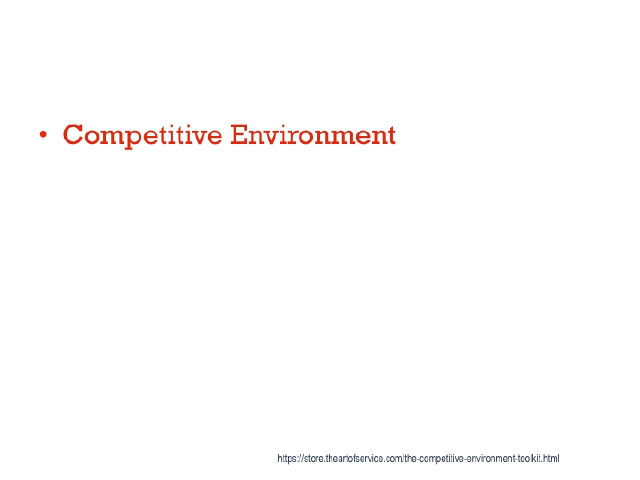 • Competitive Environment
https://store.theartofservice.com/the-competitive-environment-toolkit.html